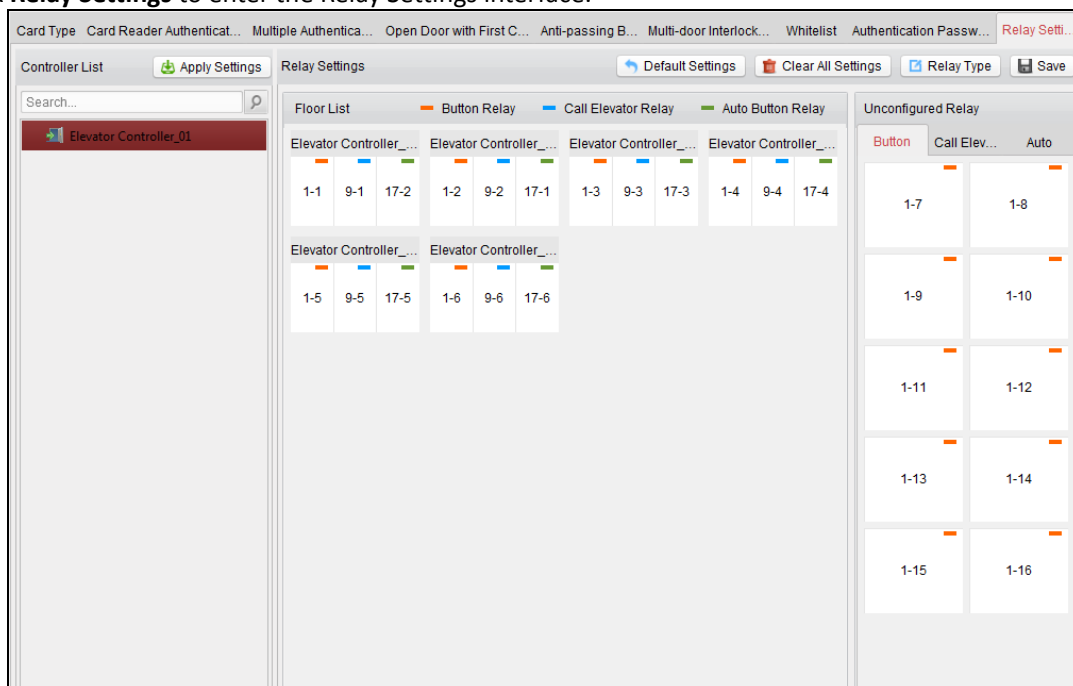 Relay Settings to enter the Relay Settings interface.
Card Type Card Reader Authenticat... Multiple Authentica... Open Door with First C... Anti-passing B... Multi-door Interlock... Whitelist Authentication Passw... Relay Setti...
Controller List Apply Settings Relay Settings Default Settings Clear All Settings Relay Type Save
Search...
Floor List Button Relay Call Elevator Relay Auto Button Relay Unconfigured Relay
Elevator Controller_01
Elevator Controller_... Elevator Controller_... Elevator Controller_... Elevator Controller_...
Button Call Elev... Auto
1-1 9-1 17-2 1-2 9-2 17-1 1-3 9-3 17-3 1-4 9-4 17-4
Elevator Controller_... Elevator Controller_...
1-5 9-5 17-5 1-6 9-6 17-6
1-7 1-8
1-9 1-10
1-11 1-12
1-13 1-14
1-15 1-16